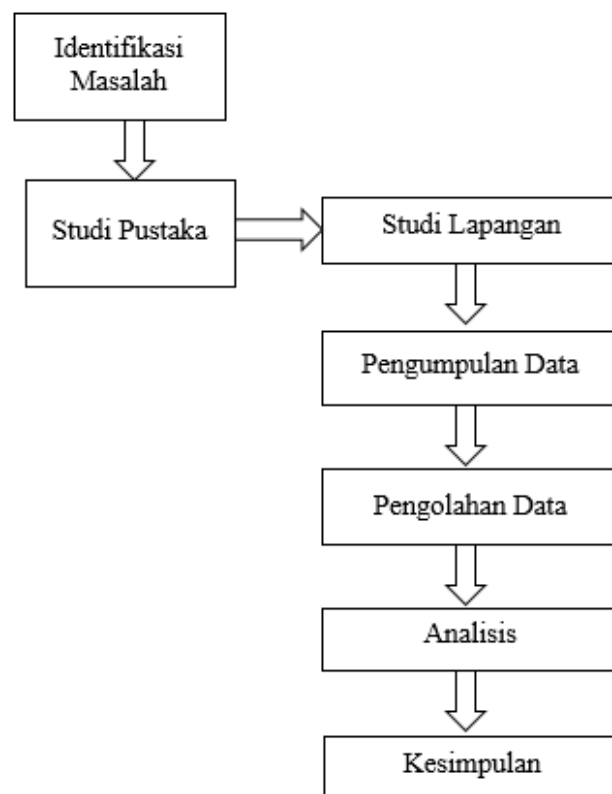 Identifikasi
Masalah
Studi Pustaka
Studi Lapangan
Pengumpulan Data
Pengolahan Data
Analisis
Kesimpulan